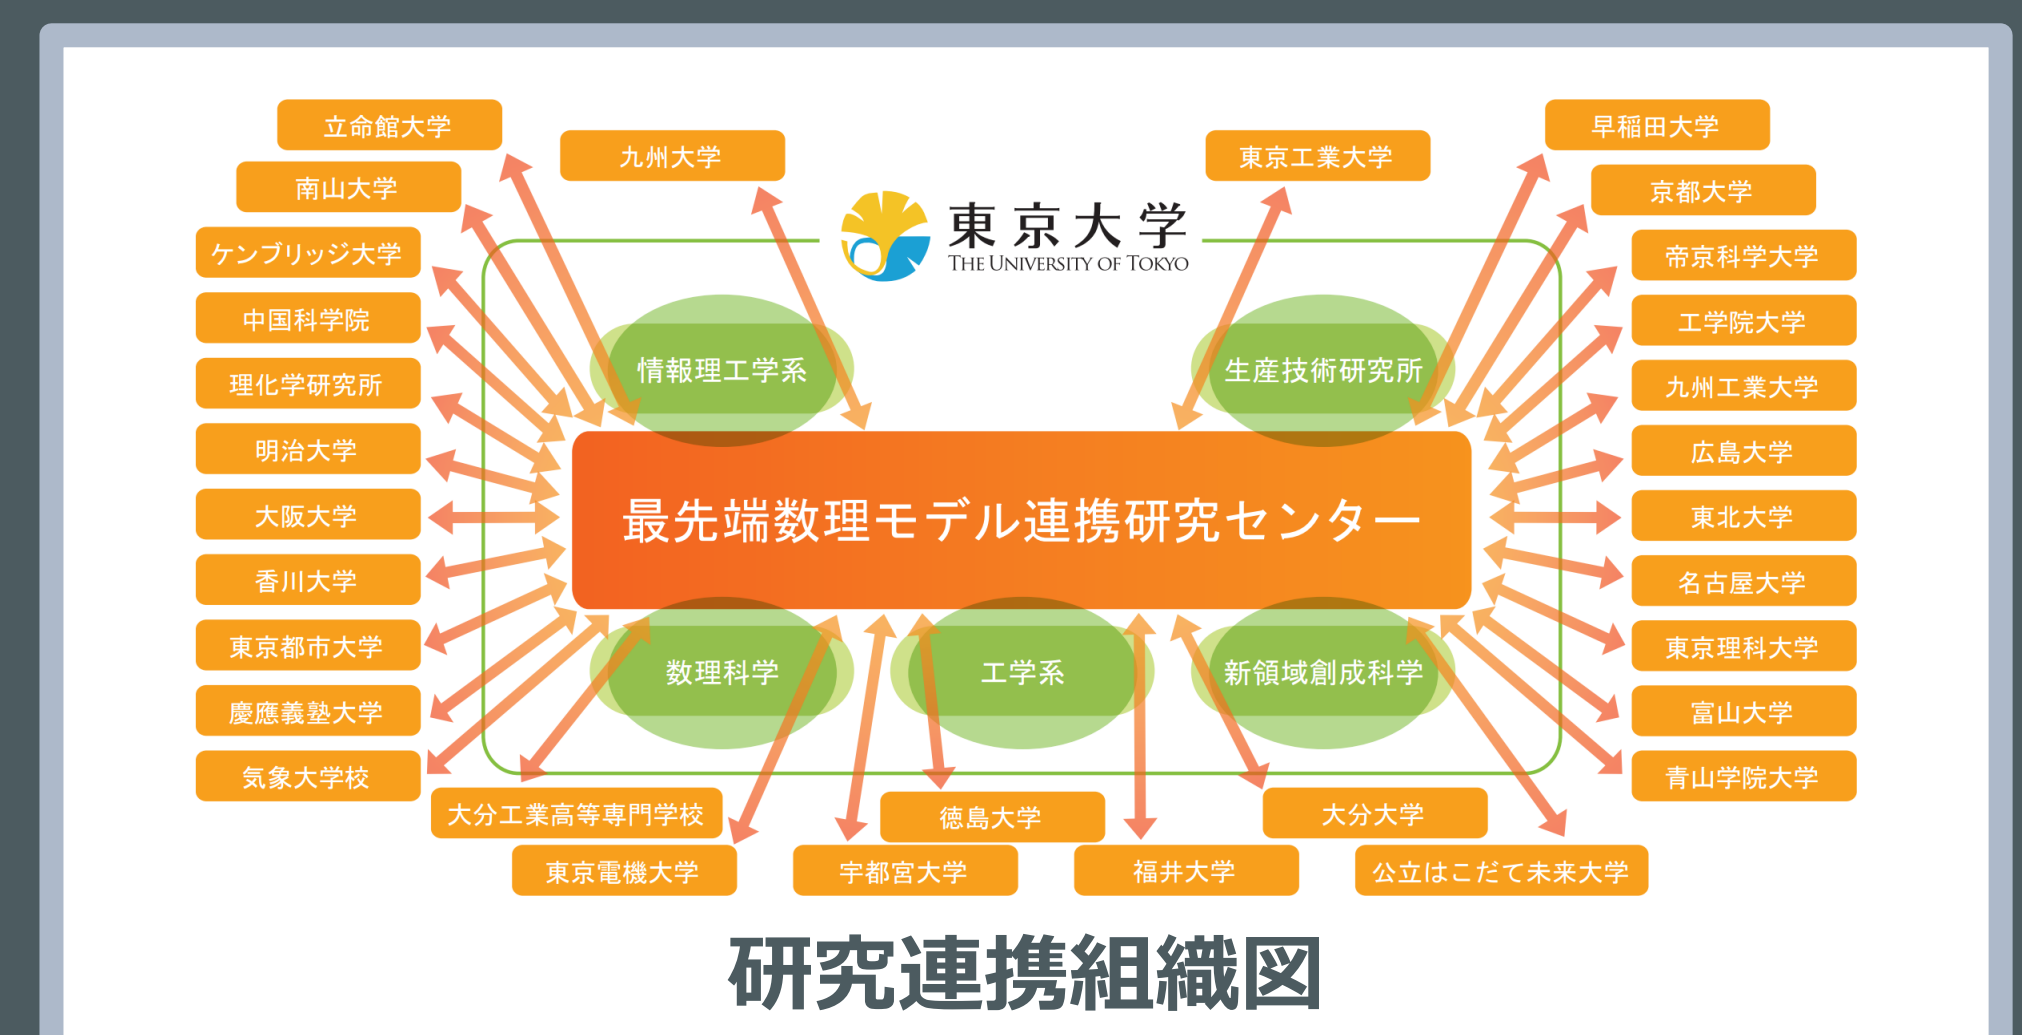 立命館大学
九州大学
東京工業大学
早稲田大学
南山大学
京都大学
東京大学
THE UNIVERSITY OF TOKYO
ケンブリッジ大学
帝京科学大学
中国科学院
工学院大学
情報理工学系
生産技術研究所
理化学研究所
九州工業大学
明治大学
広島大学
最先端数理モデル連携研究センター
大阪大学
東北大学
香川大学
名古屋大学
東京都市大学
東京理科大学
数理科学
工学系
新領域創成科学
慶應義塾大学
富山大学
気象大学校
青山学院大学
大分工業高等専門学校
徳島大学
大分大学
東京電機大学
宇都宮大学
福井大学
公立はこだて未来大学
研究連携組織図